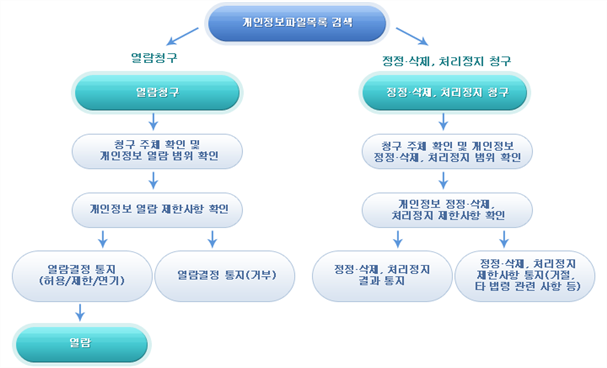 개인정보파일목록 검색
열람청구
정정·삭제, 처리정지 청구
열람청구
정정·삭제, 처리정지 청구
청구 주체 확인 및
개인정보 열람 범위 확인
청구 주체 확인 및 개인정보
정정·삭제, 처리정지 범위 확인
개인정보 열람 제한사항 확인
개인정보 정정·삭제,
처리정지 제한사항 확인
열람결정 통지
(허용/제한/연기)
열람결정 통지(거부)
정정·삭제, 처리정지
결과 통지
정정·삭제, 처리정지
제한사항 통지(거절,
타 법령 관련 사항 등)
열람